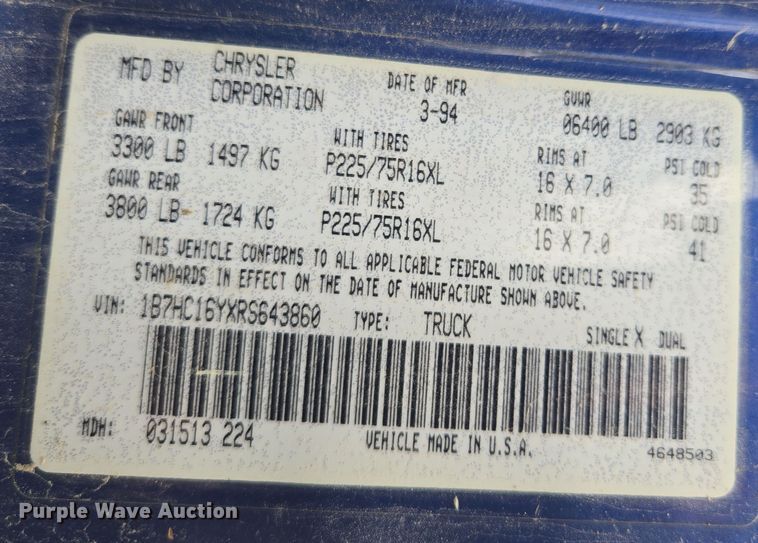 MFD BY CHRYSLER CORPORATION DATE OF MFR 3-94 GVWR 06400 LB 2903 KG
GAWR FRONT WITH TIRES RIMS AT PSI COLD
3300 LB 1497 KG P225/75R16XL 16 X 7.0 35
GAWR REAR WITH TIRES RIMS AT PSI COLD
3800 LB 1724 KG P225/75R16XL 16 X 7.0 41
THIS VEHICLE CONFORMS TO ALL APPLICABLE FEDERAL MOTOR VEHICLE SAFETY
STANDARDS IN EFFECT ON THE DATE OF MANUFACTURE SHOWN ABOVE.
VIN: 1B7HC16YXRS643860 TYPE: TRUCK SINGLE X DUAL
MDH: 031513 224 VEHICLE MADE IN U.S.A. 4648503
Purple Wave Auction